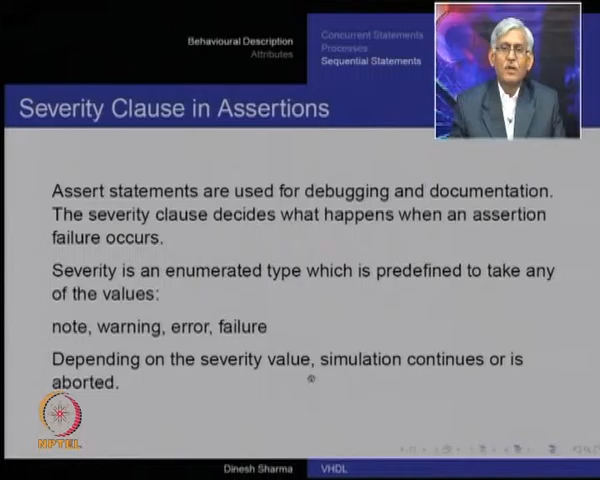 Behavioural Description
Attributes
Concurrent Statements
Processes
Sequential Statements
Severity Clause in Assertions
Assert statements are used for debugging and documentation.
The severity clause decides what happens when an assertion
failure occurs.
Severity is an enumerated type which is predefined to take any
of the values:
note, warning, error, failure
Depending on the severity value, simulation continues or is
aborted.
NPTEL
Dinesh Sharma
VHDL